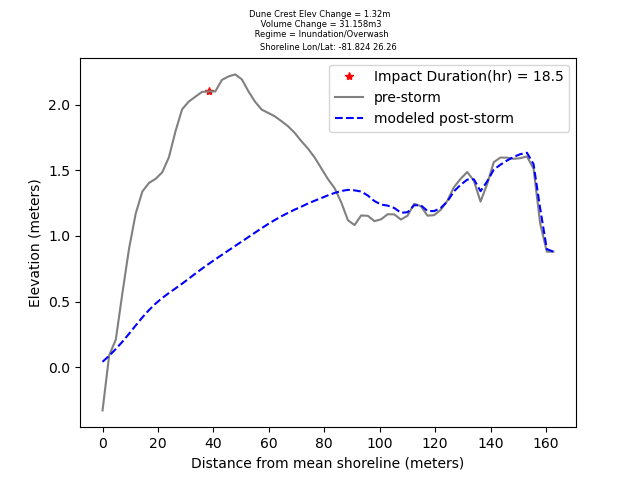 Dune Crest Elev Change = 1.32m
Volume Change = 31.158m3
Regime = Inundation/Overwash
Shoreline Lon/Lat: -81.824 26.26
Impact Duration(hr) = 18.5
pre-storm
modeled post-storm
Elevation (meters)
2.0
1.5
1.0
0.5
0.0
0 20 40 60 80 100 120 140 160
Distance from mean shoreline (meters)